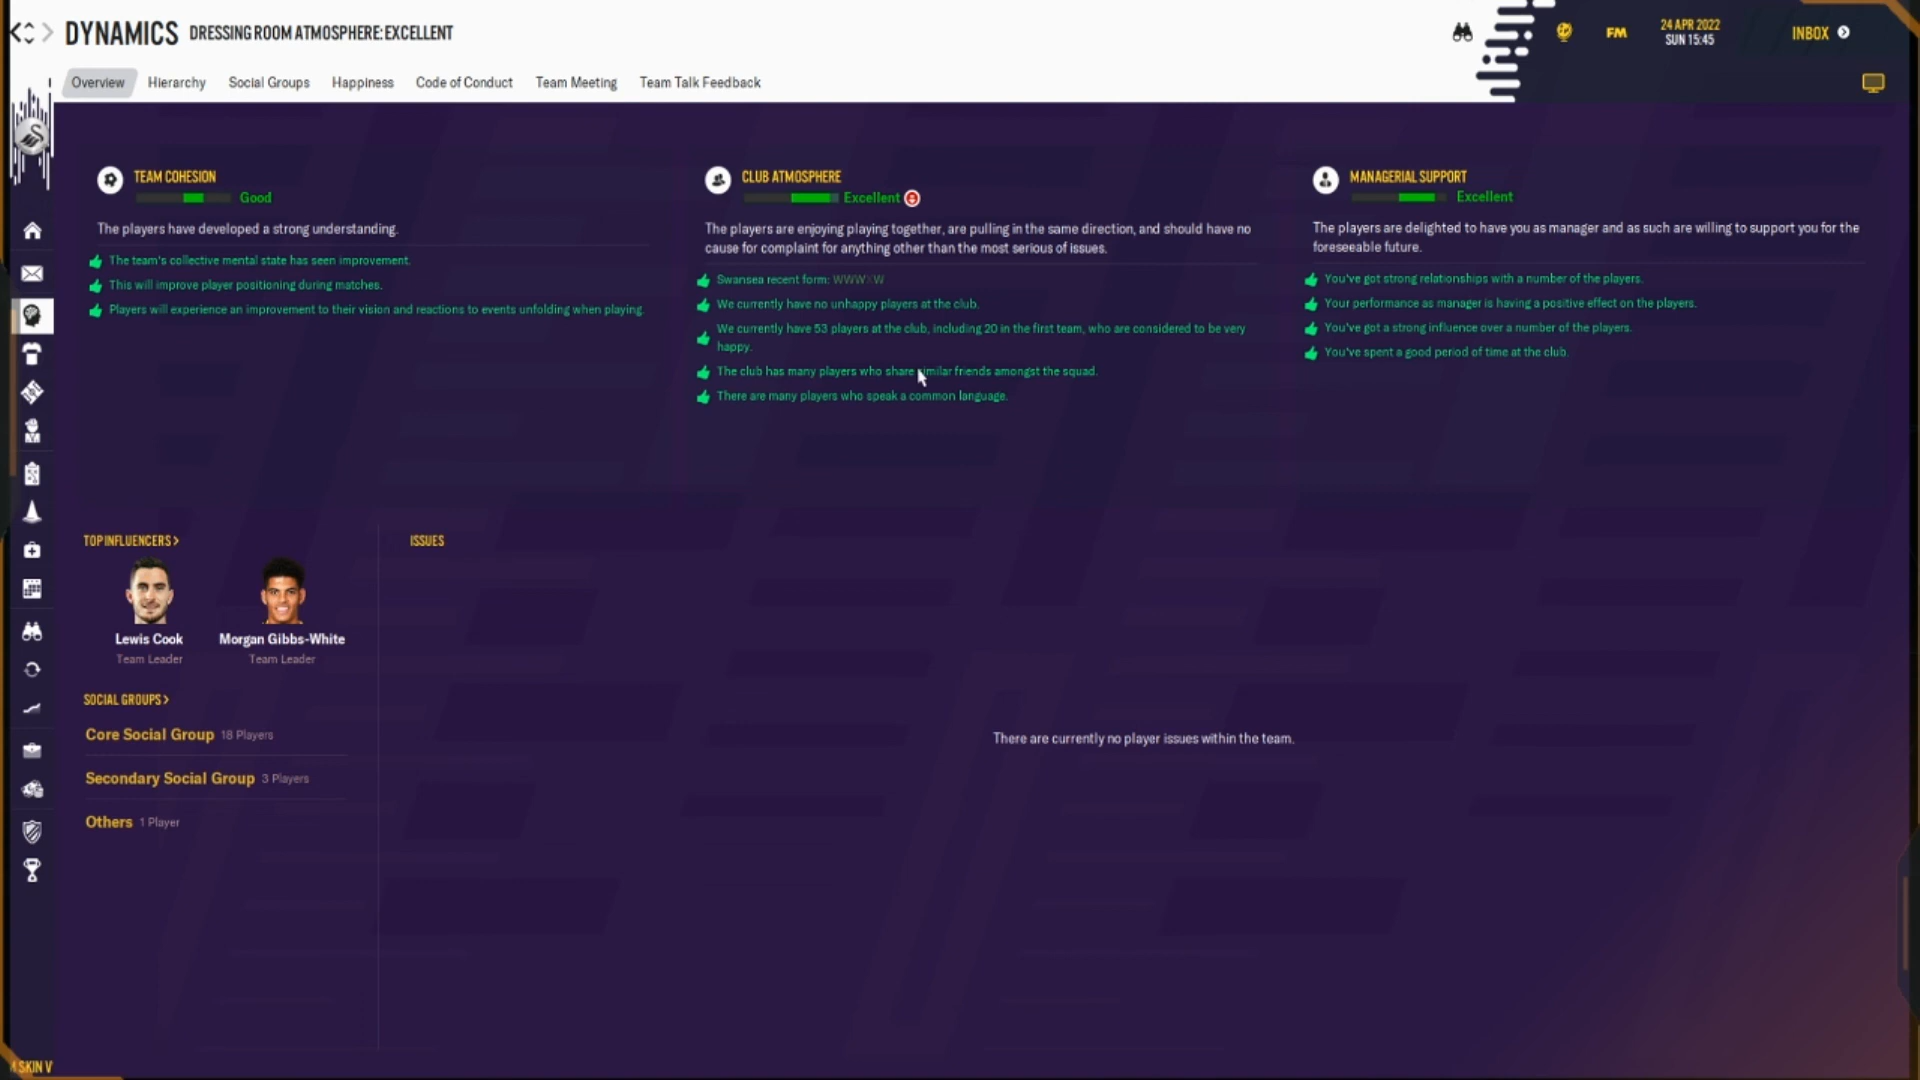 DYNAMICS DRESSING ROOM ATMOSPHERE: EXCELLENT
FM
24 APR 2022
SUN 15:45
INBOX
Overview Hierarchy Social Groups Happiness Code of Conduct Team Meeting Team Talk Feedback
TEAM COHESION
Good
The players have developed a strong understanding.
The team's collective mental state has seen improvement.
This will improve player positioning during matches.
Players will experience an improvement to their vision and reactions to events unfolding when playing.
CLUB ATMOSPHERE
Excellent
The players are enjoying playing together, are pulling in the same direction, and should have no
cause for complaint for anything other than the most serious of issues.
Swansea recent form:
We currently have no unhappy players at the club.
We currently have 53 players at the club, including 20 in the first team, who are considered to be very
happy.
The club has many players who share similar friends amongst the squad.
There are many players who speak a common language.
MANAGERIAL SUPPORT
Excellent
The players are delighted to have you as manager and as such are willing to support you for the
foreseeable future.
You've got strong relationships with a number of the players.
Your performance as manager is having a positive effect on the players.
You've got a strong influence over a number of the players.
You've spent a good period of time at the club.
TOP INFLUENCERS >
Lewis Cook
Team Leader
Morgan Gibbs-White
Team Leader
SOCIAL GROUPS >
Core Social Group 18 Players
Secondary Social Group 3 Players
Others 1 Player
ISSUES
There are currently no player issues within the team.
SKIN V